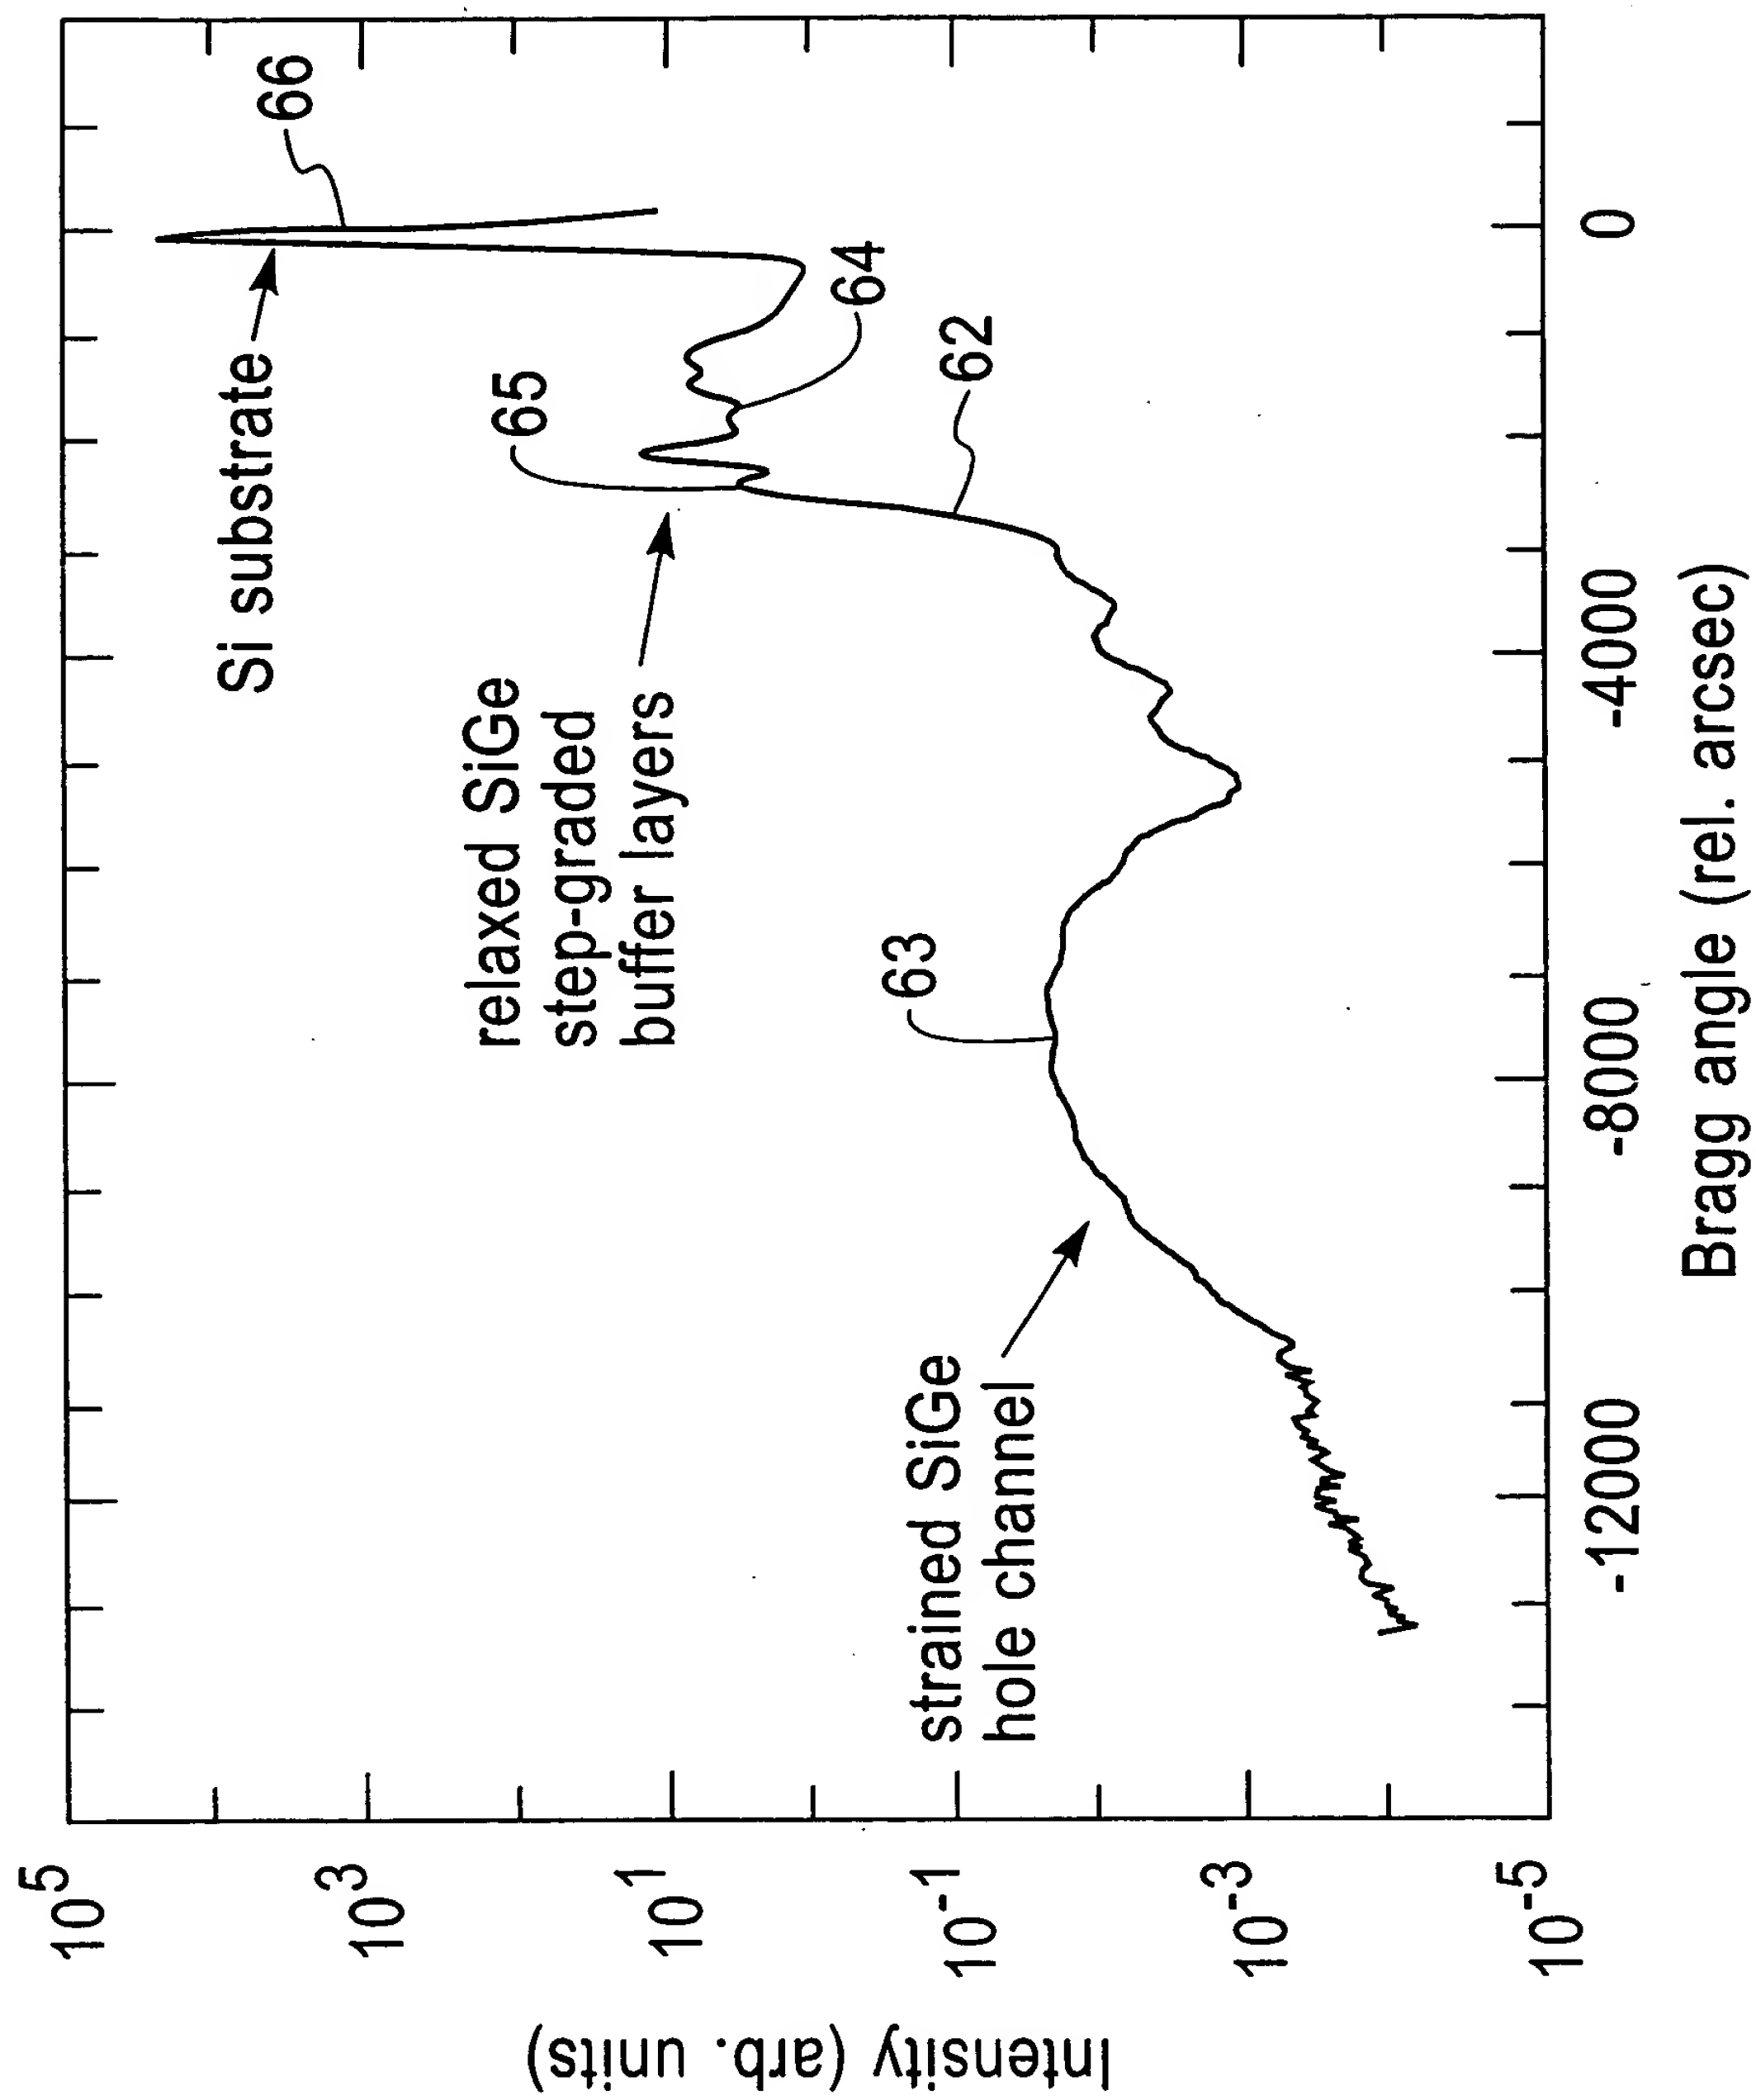 Intensity (arb. units)
10^5
10^3
10^1
10^-1
10^-3
10^-5
Si substrate
66
relaxed SiGe
step-graded
buffer layers
65
64
62
63
strained SiGe
hole channel
-12000
-8000
-4000
0
Bragg angle (rel. arcsec)